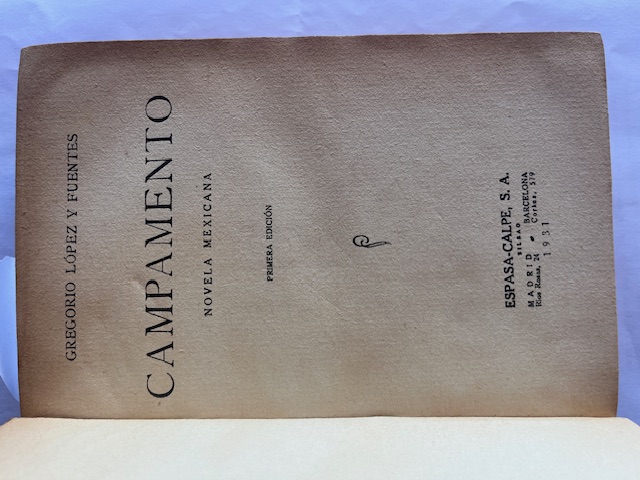 GREGORIO LÓPEZ Y FUENTES
CAMPAMENTO
NOVELA MEXICANA
PRIMERA EDICIÓN
ESPASA-CALPE, S. A.
BILBAO
MADRID BARCELONA
Ríos Rosas, 24 Cortes, 579
1931